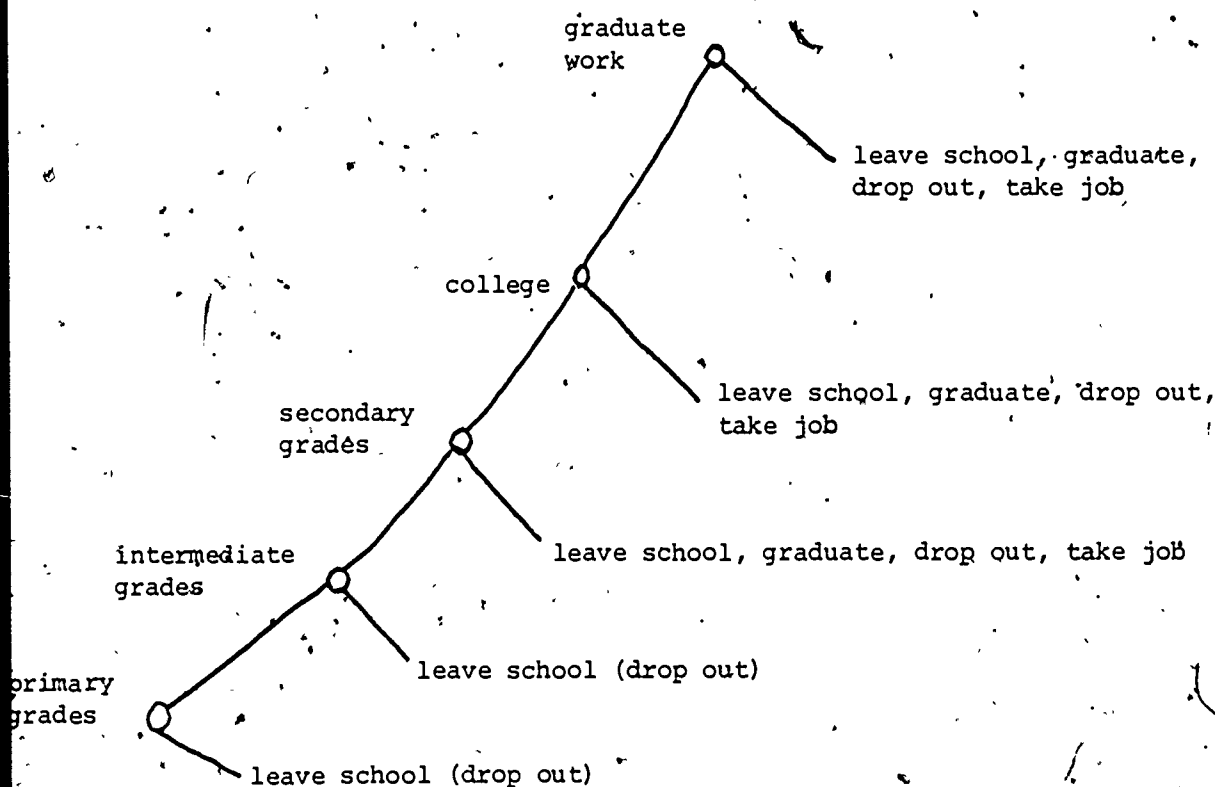 graduate
work
leave school, graduate,
drop out, take job
college
leave school, graduate, drop out,
take job
secondary
grades
leave school, graduate, drop out, take job
intermediate
grades
leave school (drop out)
primary
grades
leave school (drop out)